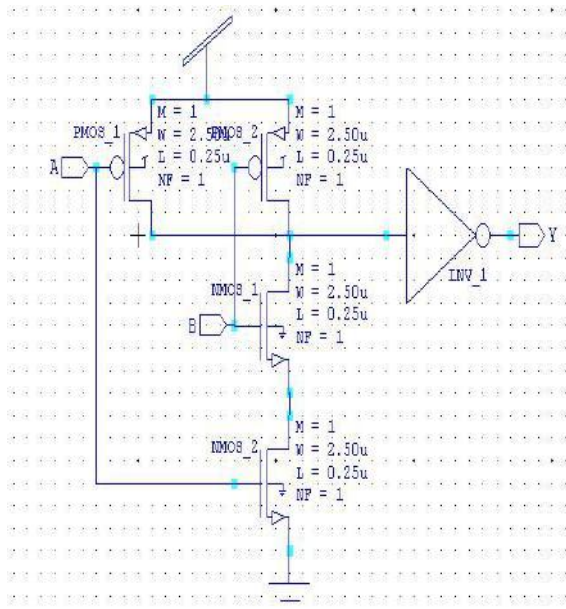 M = 1
M = 1
PMOS_1
W = 2.50u
PMOS_2
W = 2.50u
A
L = 0.25u
L = 0.25u
NF = 1
NF = 1
Y
INV_1
M = 1
NMOS_1
W = 2.50u
L = 0.25u
B
NF = 1
M = 1
NMOS_2
W = 2.50u
L = 0.25u
NF = 1